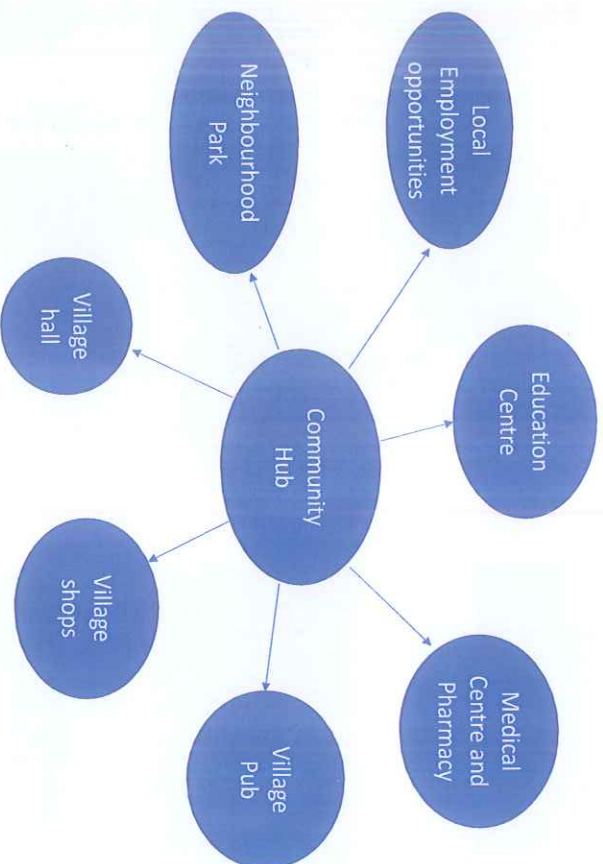 Education
Centre
Local
Employment
opportunities
Medical
Centre and
Pharmacy
Community
Hub
Neighbourhood
Park
Village
Pub
Village
hall
Village
shops